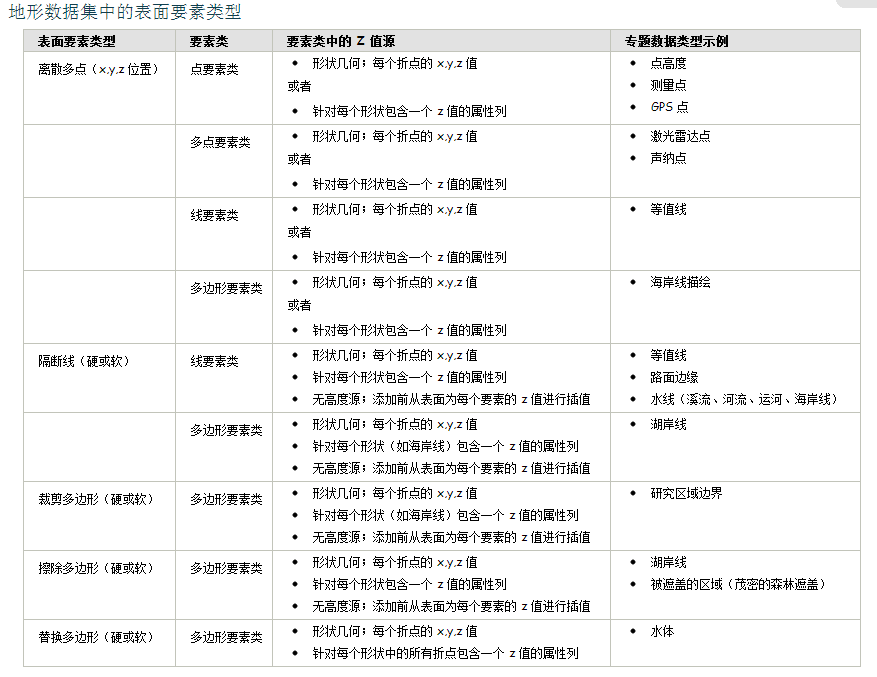 地形数据集中的表面要素类型
表面要素类型 要素类 要素类中的 Z 值源 专题数据类型示例
离散多点（x,y,z 位置） 点要素类 • 形状几何；每个折点的 x,y,z 值 • 点高度
或者 • 测量点
• 针对每个形状包含一个 z 值的属性列 • GPS 点
多点要素类 • 形状几何；每个折点的 x,y,z 值 • 激光雷达点
或者 • 声纳点
• 针对每个形状包含一个 z 值的属性列
线要素类 • 形状几何；每个折点的 x,y,z 值 • 等值线
或者
• 针对每个形状包含一个 z 值的属性列
多边形要素类 • 形状几何；每个折点的 x,y,z 值 • 海岸线描绘
或者
• 针对每个形状包含一个 z 值的属性列
隔断线（硬或软） 线要素类 • 形状几何；每个折点的 x,y,z 值 • 等值线
• 针对每个形状包含一个 z 值的属性列 • 路面边缘
• 无高度源；添加前从表面为每个要素的 z 值进行插值 • 水线（溪流、河流、运河、海岸线）
多边形要素类 • 形状几何；每个折点的 x,y,z 值 • 湖岸线
• 针对每个形状（如海岸线）包含一个 z 值的属性列
• 无高度源；添加前从表面为每个要素的 z 值进行插值
裁剪多边形（硬或软） 多边形要素类 • 形状几何；每个折点的 x,y,z 值 • 研究区域边界
• 针对每个形状（如海岸线）包含一个 z 值的属性列
• 无高度源；添加前从表面为每个要素的 z 值进行插值
擦除多边形（硬或软） 多边形要素类 • 形状几何；每个折点的 x,y,z 值 • 湖岸线
• 针对每个形状包含一个 z 值的属性列 • 被遮盖的区域（茂密的森林遮盖）
• 无高度源；添加前从表面为每个要素的 z 值进行插值
替换多边形（硬或软） 多边形要素类 • 形状几何；每个折点的 x,y,z 值 • 水体
• 针对每个形状中的所有折点包含一个 z 值的属性列